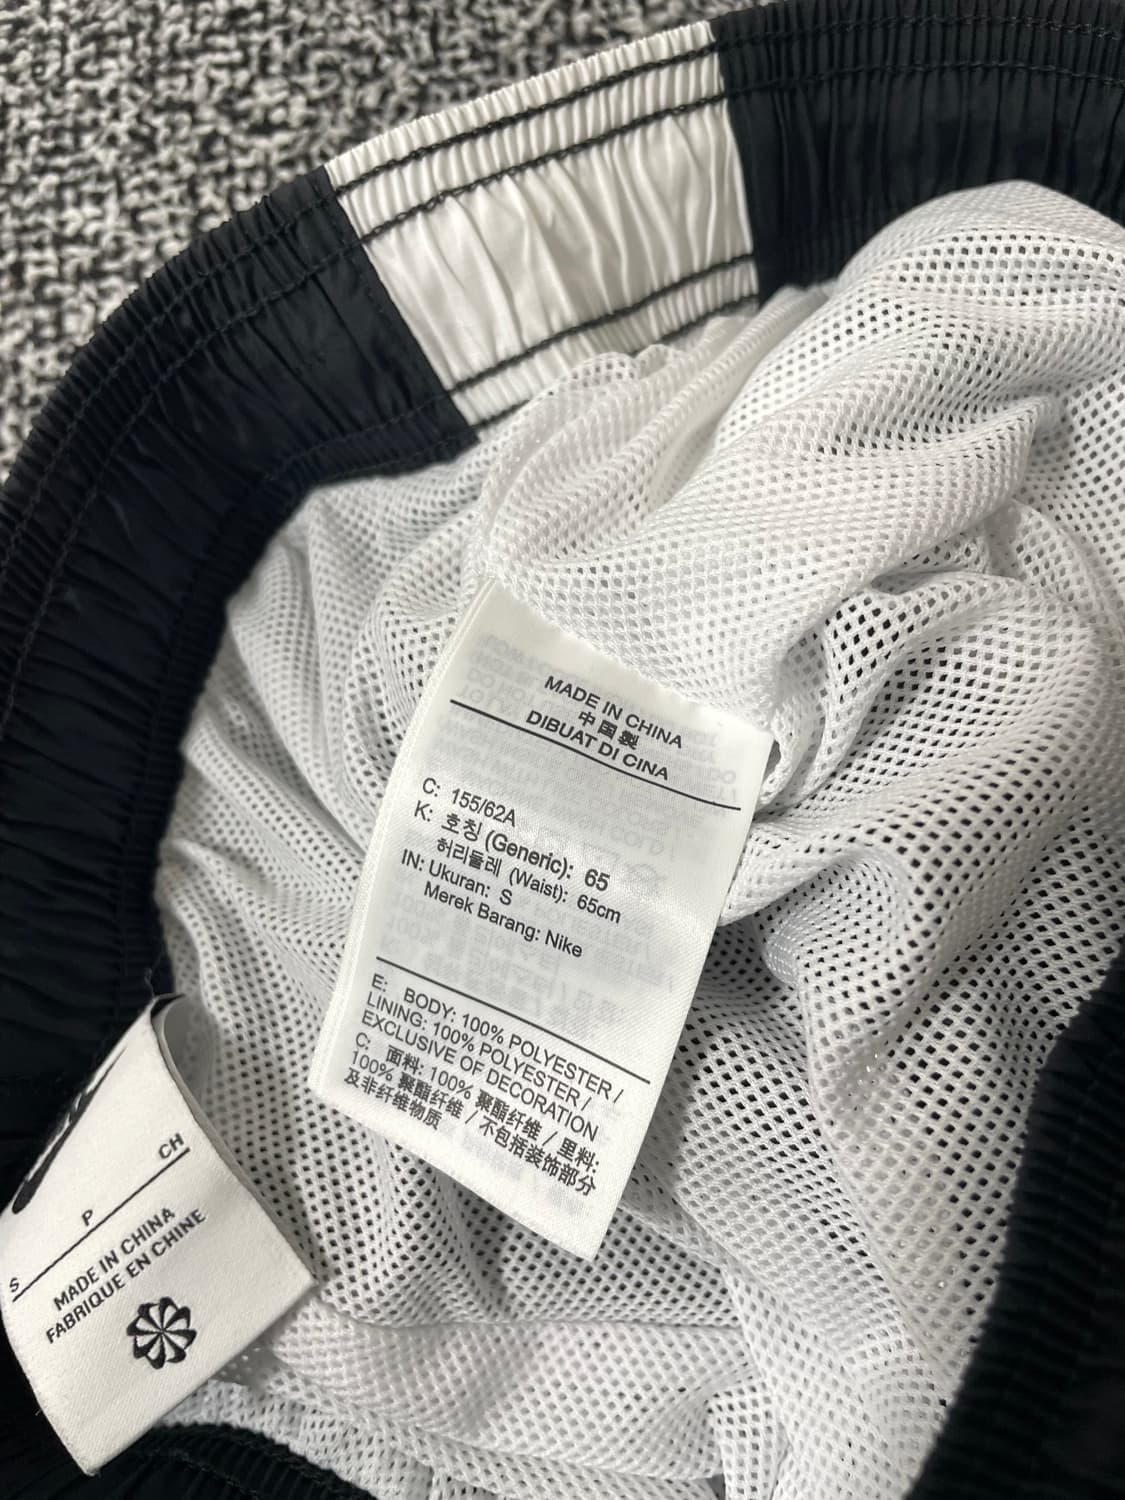 MADE IN CHINA
中国製
DIBUAT DI CINA
C: 155/62A
K: 호칭 (Generic): 65
허리둘레 (Waist): 65cm
IN: Ukuran: S
Merek Barang: Nike
E: BODY: 100% POLYESTER /
LINING: 100% POLYESTER /
EXCLUSIVE OF DECORATION
C: 面料: 100% 聚酯纤维 / 里料:
100% 聚酯纤维 / 不包括装饰部分
及非纤维物质
S P CH
MADE IN CHINA
FABRIQUE EN CHINE